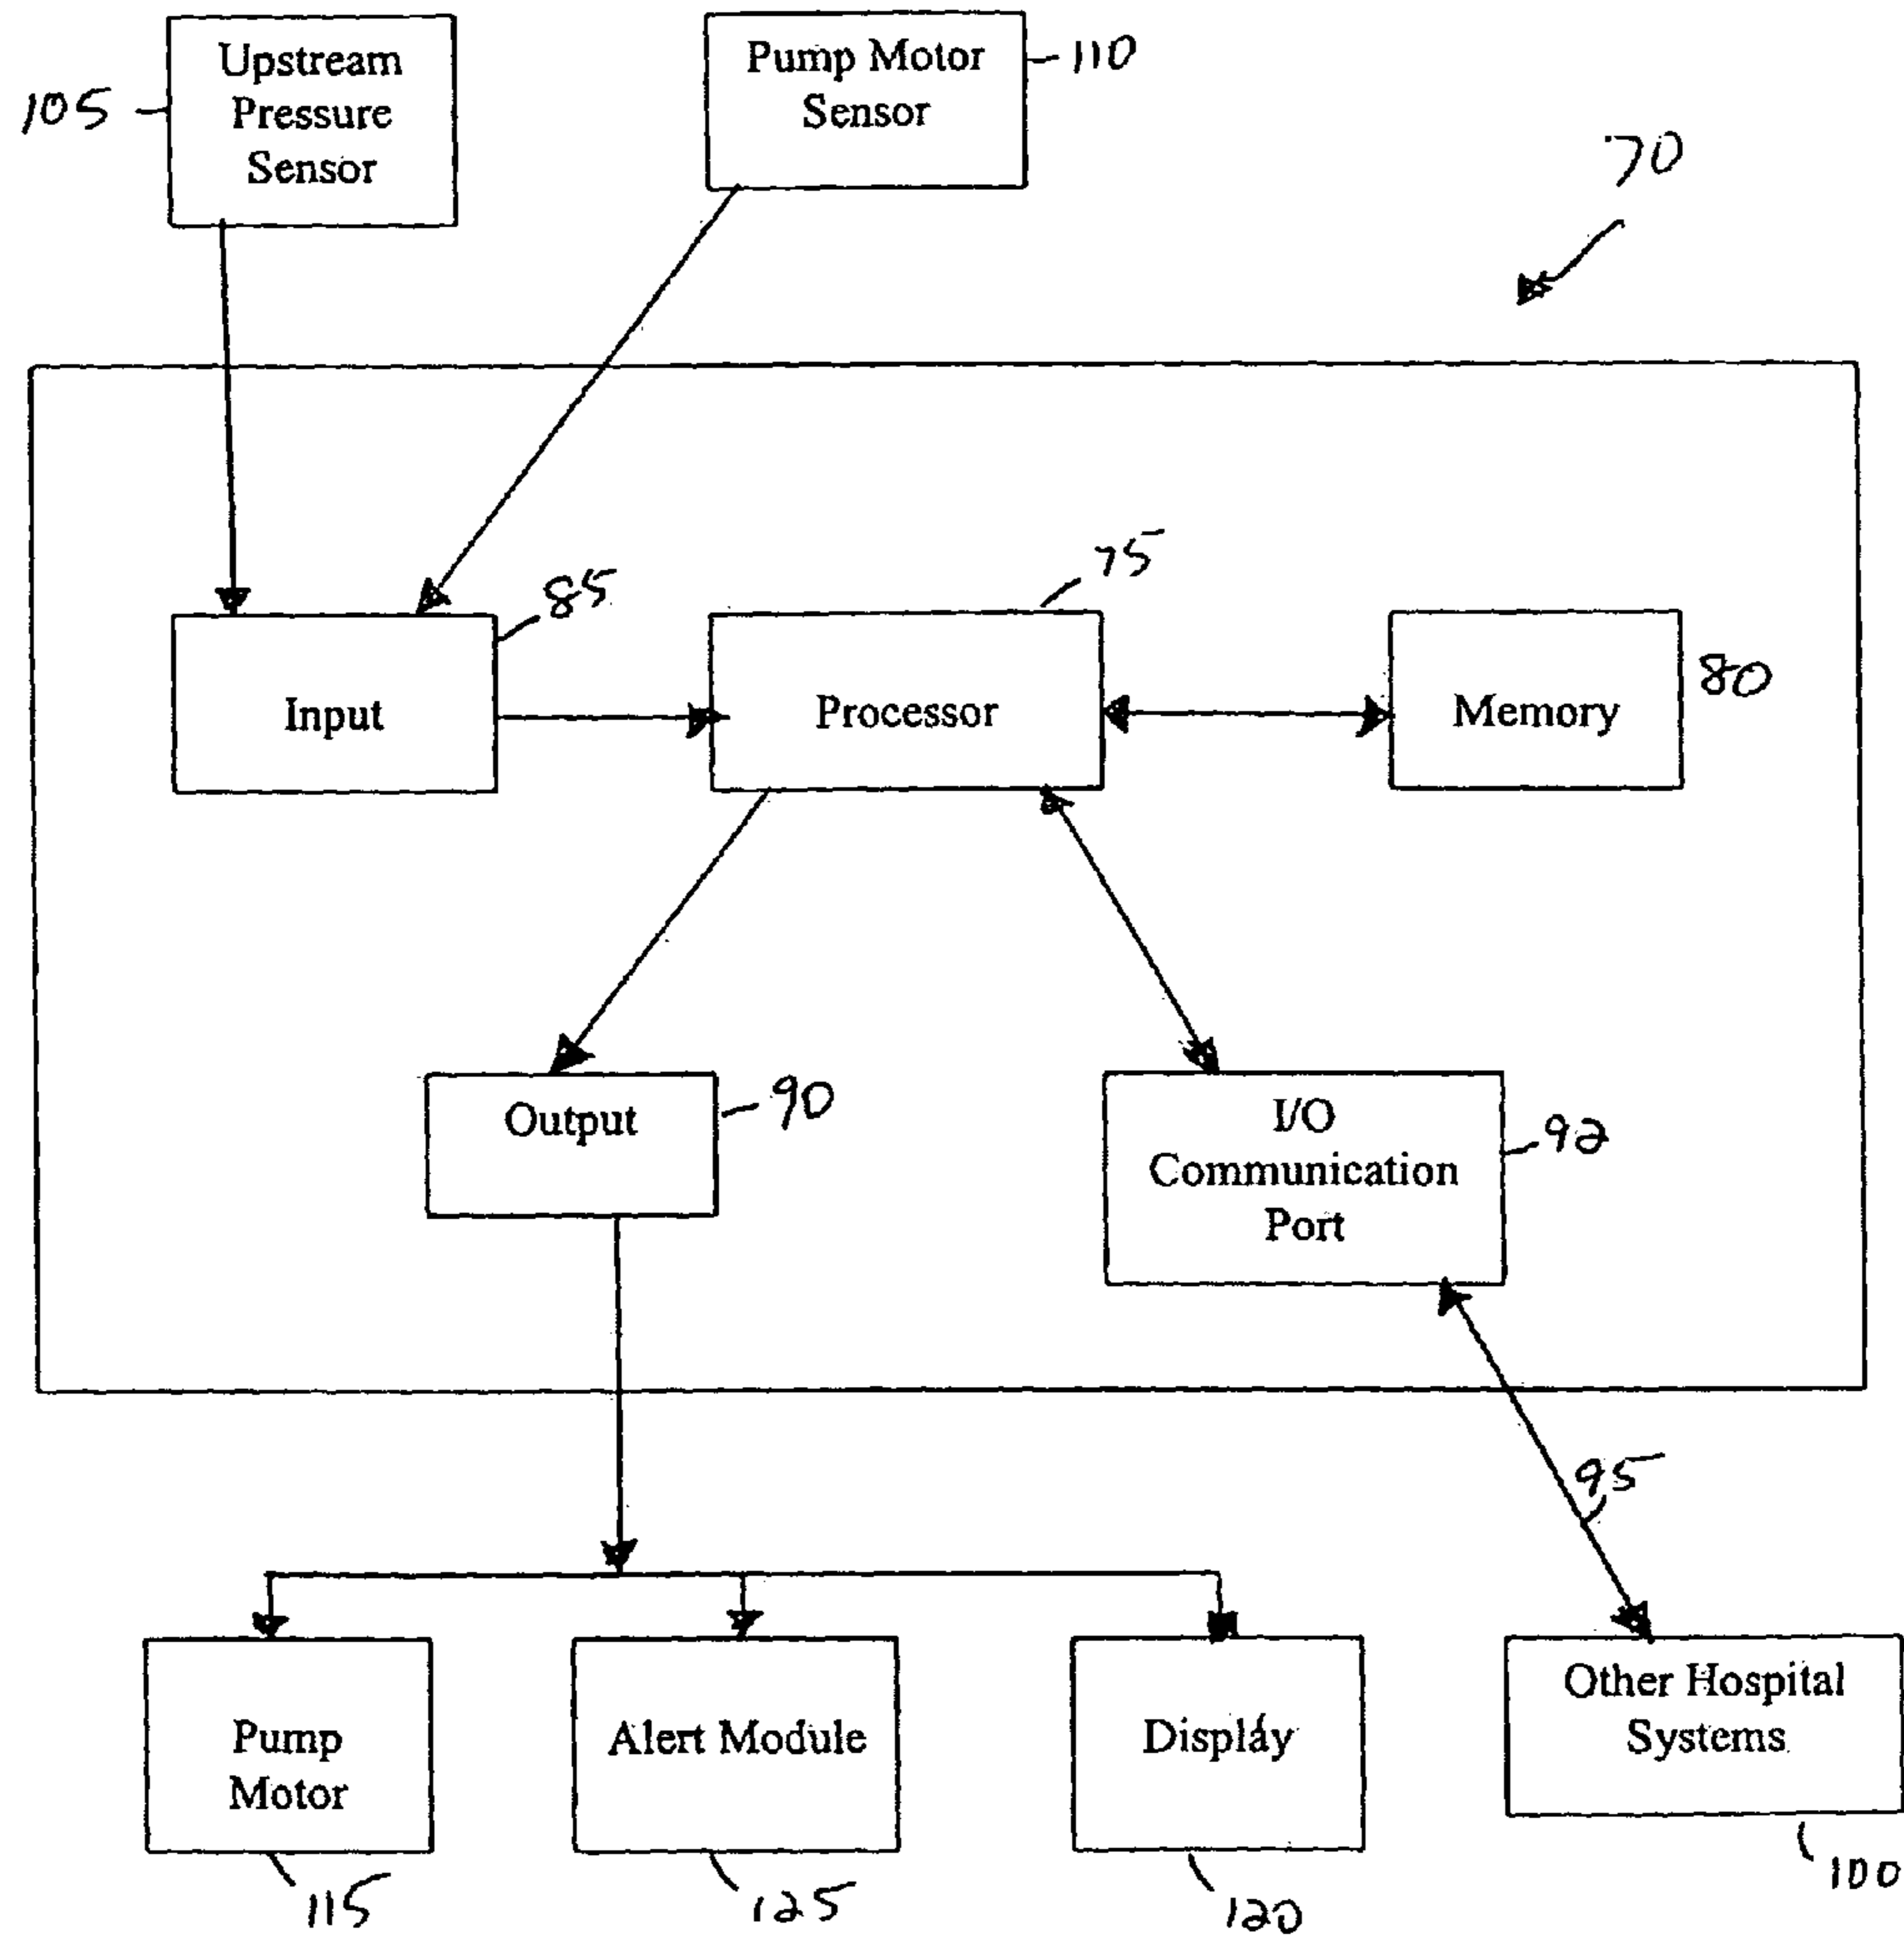 Upstream
Pressure
Sensor
105
Pump Motor
Sensor
110
70
Input
85
Processor
75
Memory
80
Output
90
I/O
Communication
Port
92
95
Pump
Motor
115
Alert Module
125
Display
120
Other Hospital
Systems
100